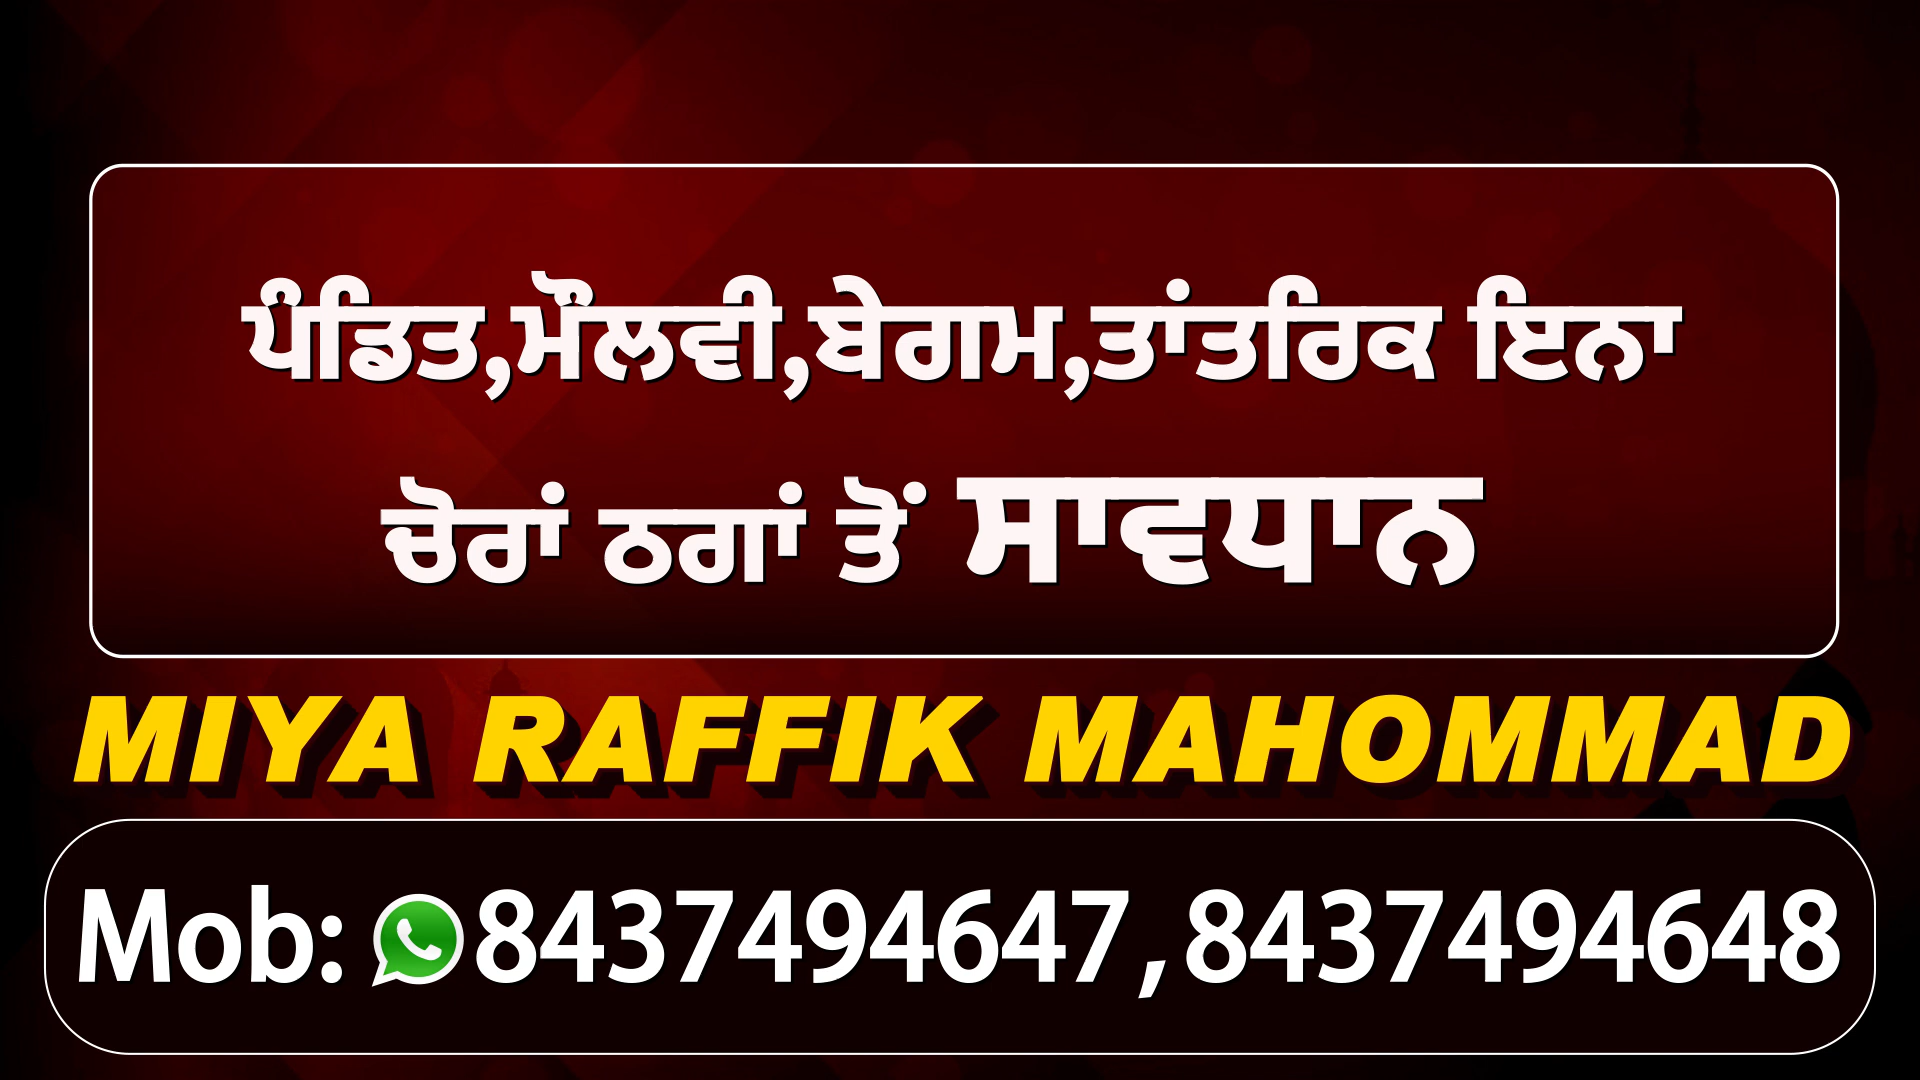 ਪੰਡਿਤ,ਮੌਲਵੀ,ਬੇਗਮ,ਤਾਂਤਰਿਕ ਇਨਾ
ਚੋਰਾਂ ਠਗਾਂ ਤੋਂ ਸਾਵਧਾਨ
MIYA RAFFIK MAHOMMAD
Mob: 8437494647, 8437494648